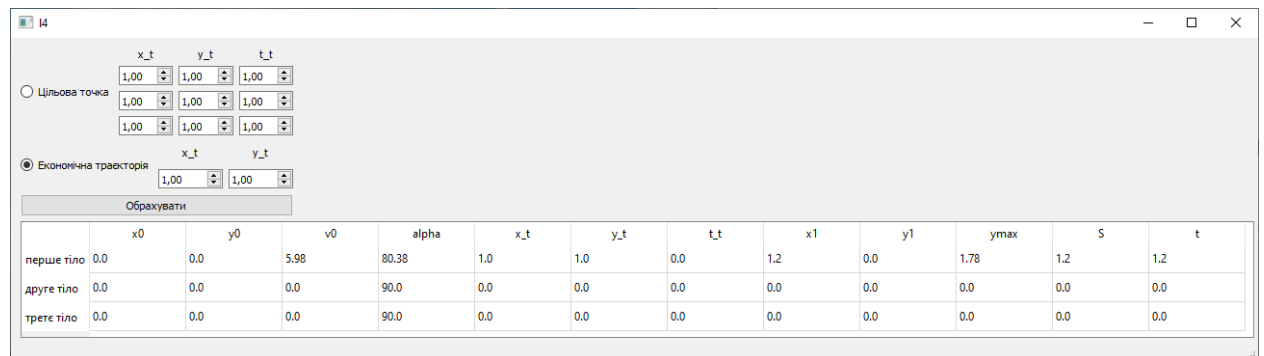 I4
x_t y_t t_t
1,00 1,00 1,00
Цільова точка
1,00 1,00 1,00
1,00 1,00 1,00
x_t y_t
Економічна траєкторія
1,00 1,00
Обрахувати
x0 y0 v0 alpha x_t y_t t_t x1 y1 ymax S t
перше тіло 0.0 0.0 5.98 80.38 1.0 1.0 0.0 1.2 0.0 1.78 1.2 1.2
друге тіло 0.0 0.0 0.0 90.0 0.0 0.0 0.0 0.0 0.0 0.0 0.0 0.0
третє тіло 0.0 0.0 0.0 90.0 0.0 0.0 0.0 0.0 0.0 0.0 0.0 0.0